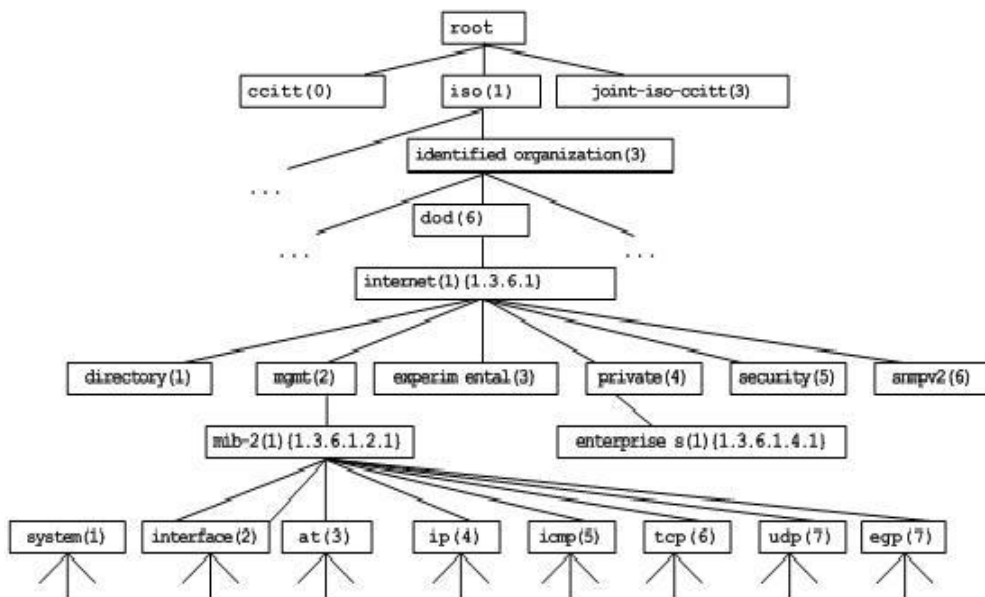 root
ccitt(0) iso(1) joint-iso-ccitt(3)
identified organization(3)
...
dod(6)
... ...
internet(1){1.3.6.1}
directory(1) mgmt(2) experim ental(3) private(4) security(5) snmpv2(6)
mib-2(1){1.3.6.1.2.1} enterprise s(1){1.3.6.1.4.1}
system(1) interface(2) at(3) ip(4) icmp(5) tcp(6) udp(7) egp(7)